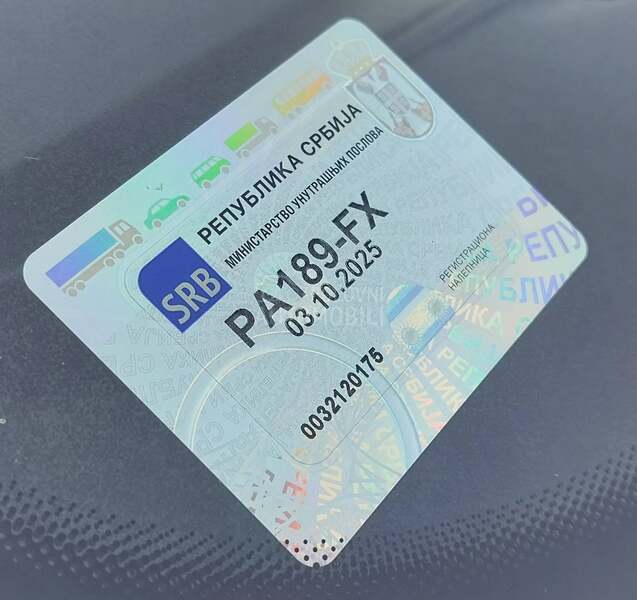 РЕПУБЛИКА СРБИЈА
МИНИСТАРСТВО УНУТРАШЊИХ ПОСЛОВА
SRB
PA189-FX
03.10.2025
РЕГИСТРАЦИОНА
НАЛЕПНИЦА
0032120175